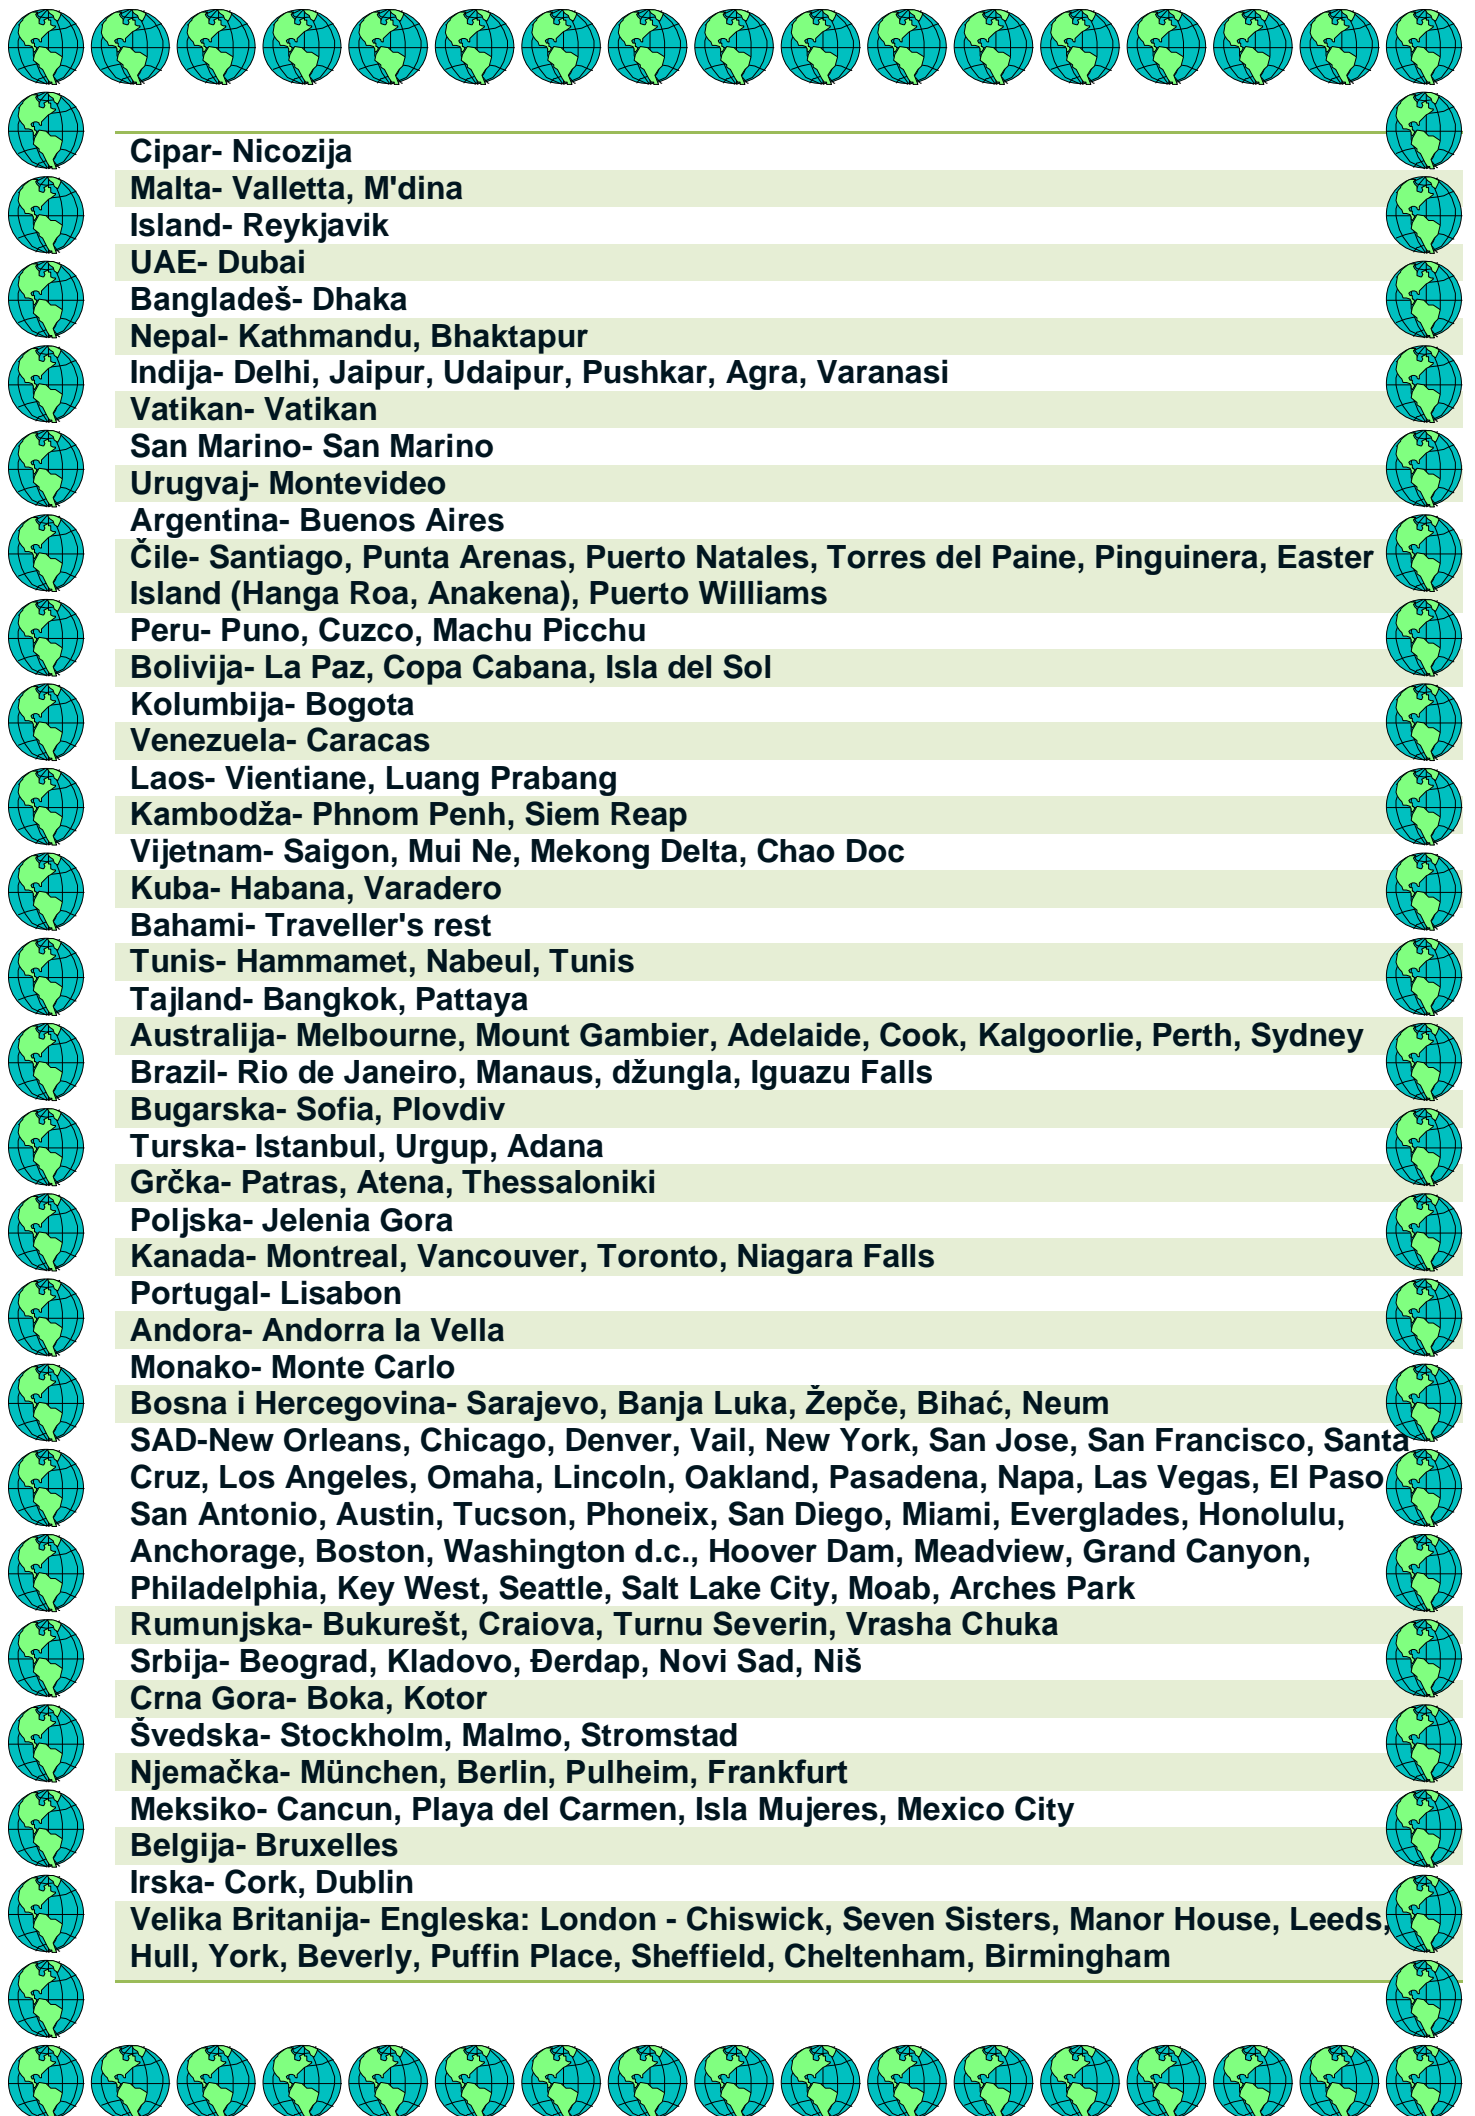 Cipar- Nicozija
Malta- Valletta, M'dina
Island- Reykjavik
UAE- Dubai
Bangladeš- Dhaka
Nepal- Kathmandu, Bhaktapur
Indija- Delhi, Jaipur, Udaipur, Pushkar, Agra, Varanasi
Vatikan- Vatikan
San Marino- San Marino
Urugvaj- Montevideo
Argentina- Buenos Aires
Čile- Santiago, Punta Arenas, Puerto Natales, Torres del Paine, Pinguinera, Easter
Island (Hanga Roa, Anakena), Puerto Williams
Peru- Puno, Cuzco, Machu Picchu
Bolivija- La Paz, Copa Cabana, Isla del Sol
Kolumbija- Bogota
Venezuela- Caracas
Laos- Vientiane, Luang Prabang
Kambodža- Phnom Penh, Siem Reap
Vijetnam- Saigon, Mui Ne, Mekong Delta, Chao Doc
Kuba- Habana, Varadero
Bahami- Traveller's rest
Tunis- Hammamet, Nabeul, Tunis
Tajland- Bangkok, Pattaya
Australija- Melbourne, Mount Gambier, Adelaide, Cook, Kalgoorlie, Perth, Sydney
Brazil- Rio de Janeiro, Manaus, džungla, Iguazu Falls
Bugarska- Sofia, Plovdiv
Turska- Istanbul, Urgup, Adana
Grčka- Patras, Atena, Thessaloniki
Poljska- Jelenia Gora
Kanada- Montreal, Vancouver, Toronto, Niagara Falls
Portugal- Lisabon
Andora- Andorra la Vella
Monako- Monte Carlo
Bosna i Hercegovina- Sarajevo, Banja Luka, Žepče, Bihać, Neum
SAD-New Orleans, Chicago, Denver, Vail, New York, San Jose, San Francisco, Santa
Cruz, Los Angeles, Omaha, Lincoln, Oakland, Pasadena, Napa, Las Vegas, El Paso
San Antonio, Austin, Tucson, Phoneix, San Diego, Miami, Everglades, Honolulu,
Anchorage, Boston, Washington d.c., Hoover Dam, Meadview, Grand Canyon,
Philadelphia, Key West, Seattle, Salt Lake City, Moab, Arches Park
Rumunjska- Bukurešt, Craiova, Turnu Severin, Vrasha Chuka
Srbija- Beograd, Kladovo, Đerdap, Novi Sad, Niš
Crna Gora- Boka, Kotor
Švedska- Stockholm, Malmo, Stromstad
Njemačka- München, Berlin, Pulheim, Frankfurt
Meksiko- Cancun, Playa del Carmen, Isla Mujeres, Mexico City
Belgija- Bruxelles
Irska- Cork, Dublin
Velika Britanija- Engleska: London - Chiswick, Seven Sisters, Manor House, Leeds,
Hull, York, Beverly, Puffin Place, Sheffield, Cheltenham, Birmingham